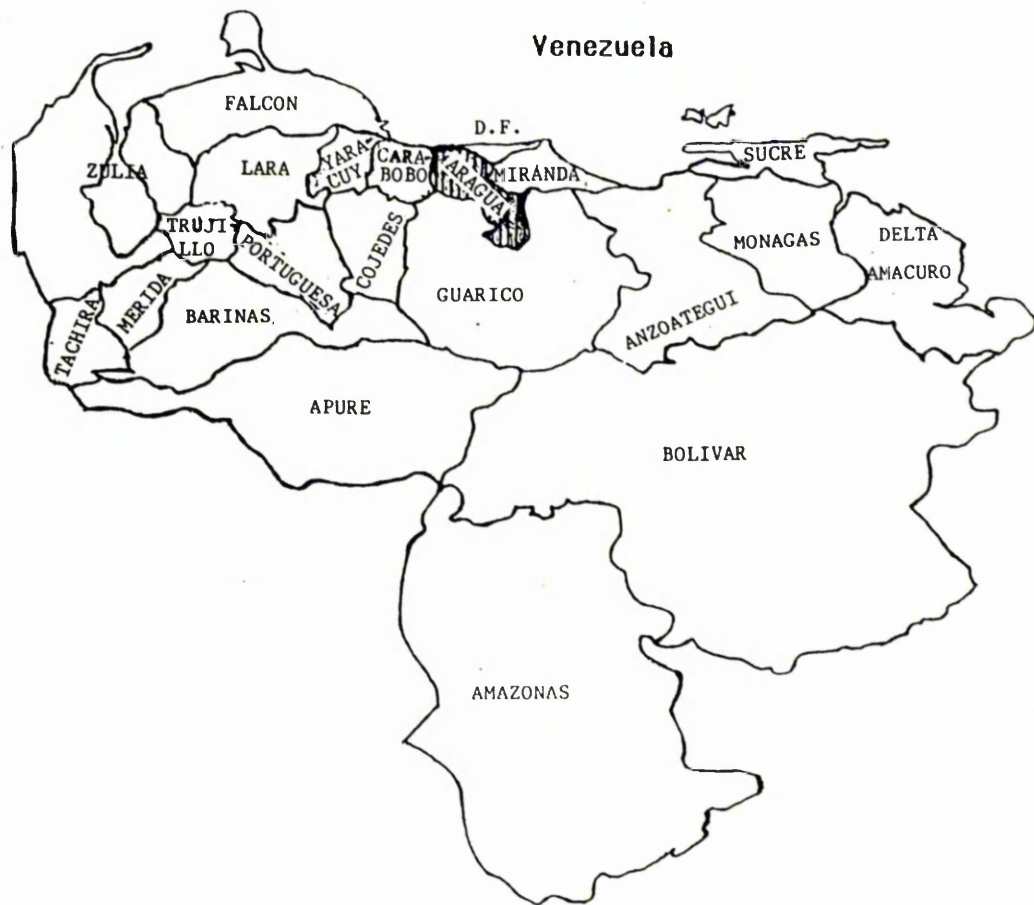 Venezuela
FALCON
D.F.
ZULIA
LARA
YARA-
CUY
CARA-
BOBO
ARAGUA
MIRANDA
SUCRE
TRUJI-
LLO
PORTUGUESA
COJEDES
GUARICO
MONAGAS
DELTA
AMACURO
TACHIRA
MERIDA
BARINAS
ANZOATEGUI
APURE
BOLIVAR
AMAZONAS